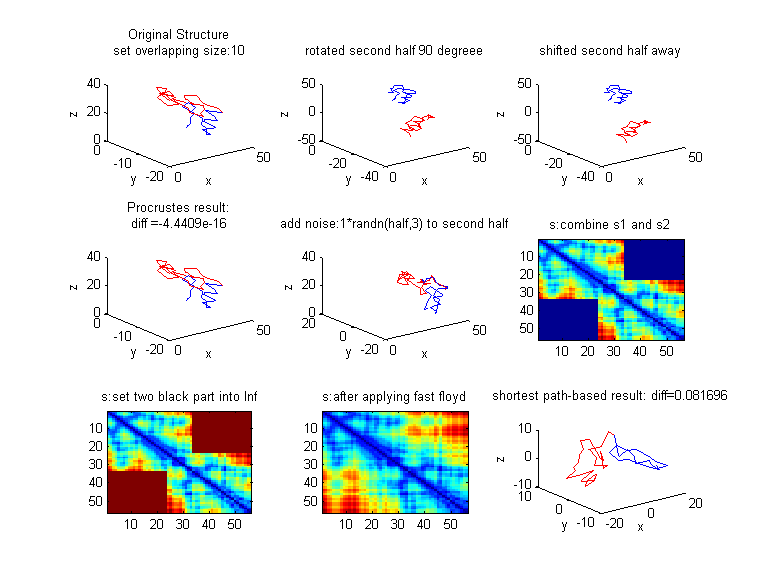 Original Structure
set overlapping size:10
rotated second half 90 degreee
shifted second half away
40
20
0
z
0
-10
-20
y
0
50
x
50
0
-50
z
0
-20
-40
y
0
50
x
50
0
-50
z
0
-20
-40
y
0
50
x
Procrustes result:
diff =-4.4409e-16
add noise:1*randn(half,3) to second half
s:combine s1 and s2
40
20
0
z
0
-10
-20
y
0
50
x
40
20
0
z
20
0
-20
y
0
50
x
10
20
30
40
50
10 20 30 40 50
s:set two black part into Inf
s:after applying fast floyd
shortest path-based result: diff=0.081696
10
20
30
40
50
10 20 30 40 50
10
20
30
40
50
10 20 30 40 50
10
0
-10
z
10
0
-10
y
-20
0
20
x